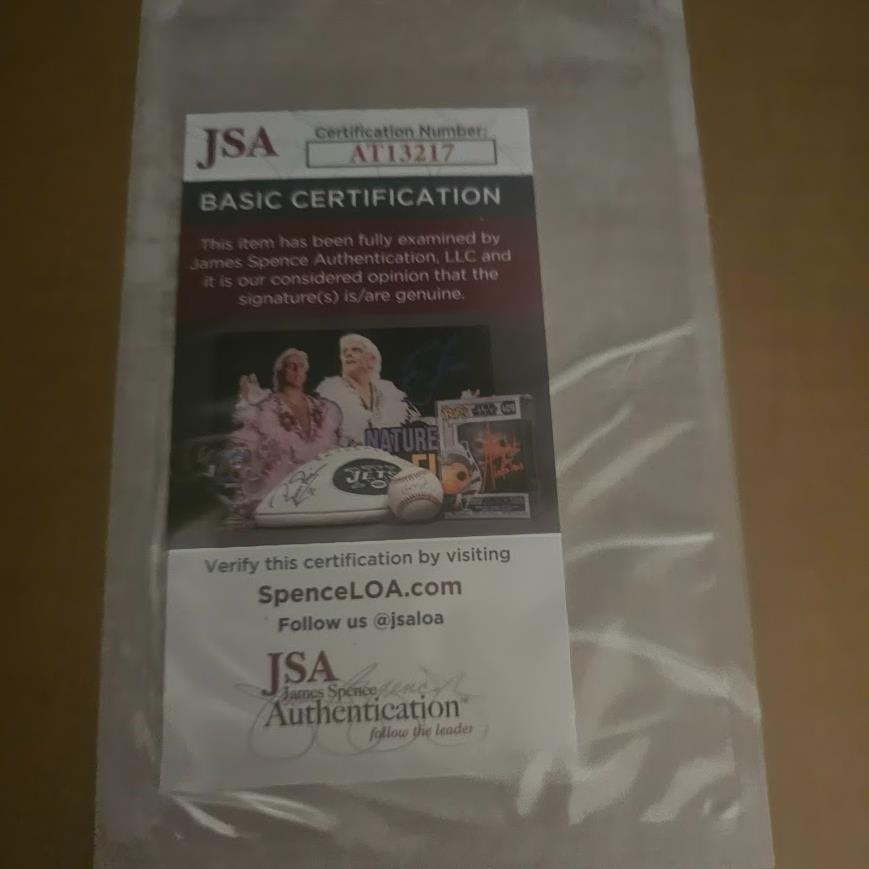 JSA
Certification Number:
AT13217
BASIC CERTIFICATION
This item has been fully examined by
James Spence Authentication, LLC and
it is our considered opinion that the
signature(s) is/are genuine.
NATURE
JETS
Verify this certification by visiting
SpenceLOA.com
Follow us @jsaloa
JSA
James Spence
Authentication
follow the leader